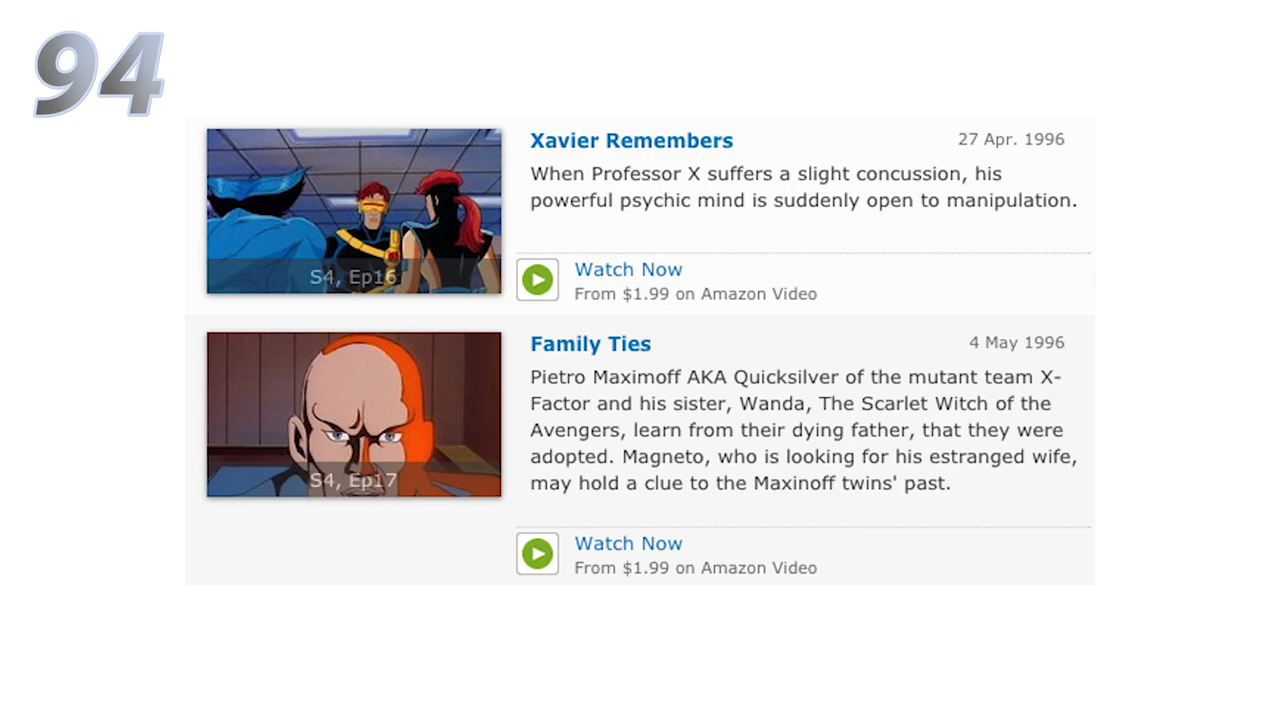 94
Xavier Remembers
27 Apr. 1996
When Professor X suffers a slight concussion, his
powerful psychic mind is suddenly open to manipulation.
S4, Ep16
Watch Now
From $1.99 on Amazon Video
Family Ties
4 May 1996
Pietro Maximoff AKA Quicksilver of the mutant team X-
Factor and his sister, Wanda, The Scarlet Witch of the
Avengers, learn from their dying father, that they were
adopted. Magneto, who is looking for his estranged wife,
may hold a clue to the Maxinoff twins' past.
S4, Ep17
Watch Now
From $1.99 on Amazon Video